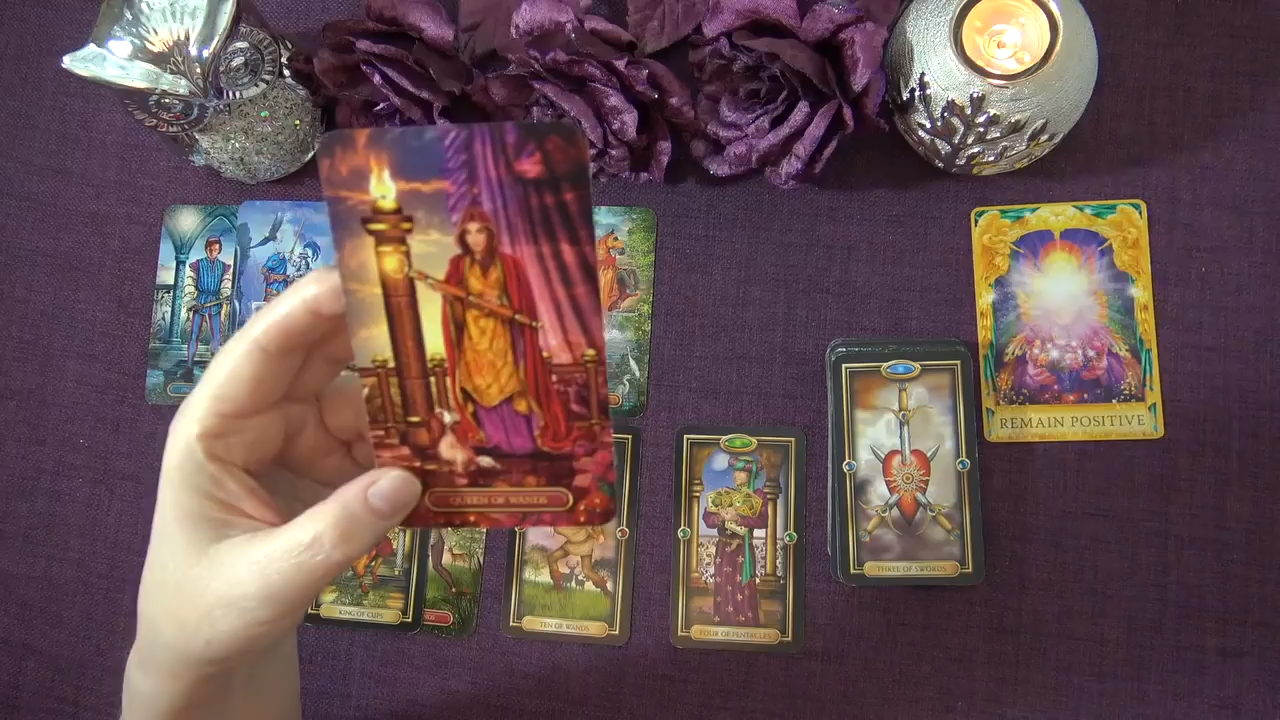 REMAIN POSITIVE
QUEEN OF WANDS
THREE OF SWORDS
KING OF CUPS
TEN OF WANDS
FOUR OF PENTACLES